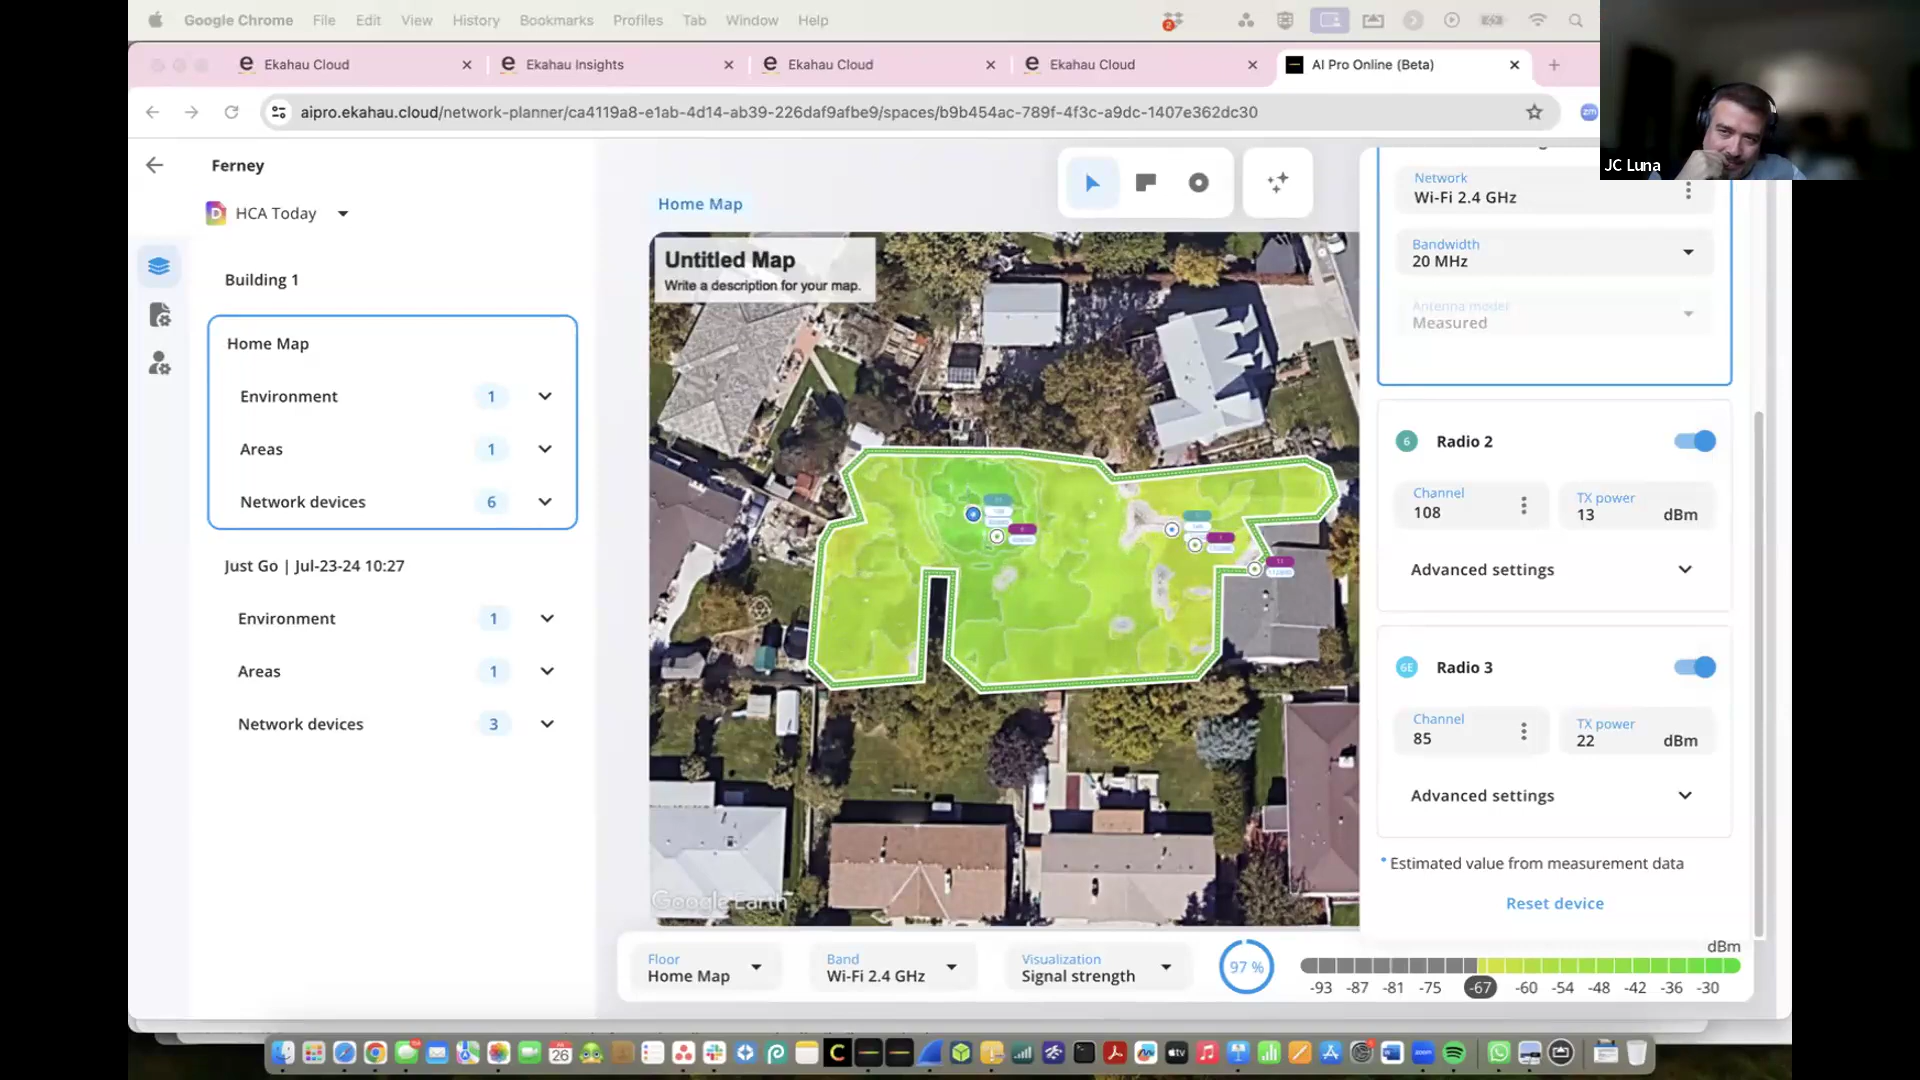 Google Chrome File Edit View History Bookmarks Profiles Tab Window Help
2
Ekahau Cloud
Ekahau Insights
Ekahau Cloud
Ekahau Cloud
AI Pro Online (Beta)
aipro.ekahau.cloud/network-planner/ca4119a8-e1ab-4d14-ab39-226daf9afbe9/spaces/b9b454ac-789f-4f3c-a9dc-1407e362dc30
zm
JC Luna
Ferney
D HCA Today
Building 1
Home Map
Environment 1
Areas 1
Network devices 6
Just Go | Jul-23-24 10:27
Environment 1
Areas 1
Network devices 3
Home Map
Untitled Map
Write a description for your map.
Google Earth
Network
Wi-Fi 2.4 GHz
Bandwidth
20 MHz
Antenna model
Measured
6 Radio 2
Channel
108
TX power
13 dBm
Advanced settings
6E Radio 3
Channel
85
TX power
22 dBm
Advanced settings
* Estimated value from measurement data
Reset device
Floor
Home Map
Band
Wi-Fi 2.4 GHz
Visualization
Signal strength
97 %
dBm
-93 -87 -81 -75 -67 -60 -54 -48 -42 -36 -30
26